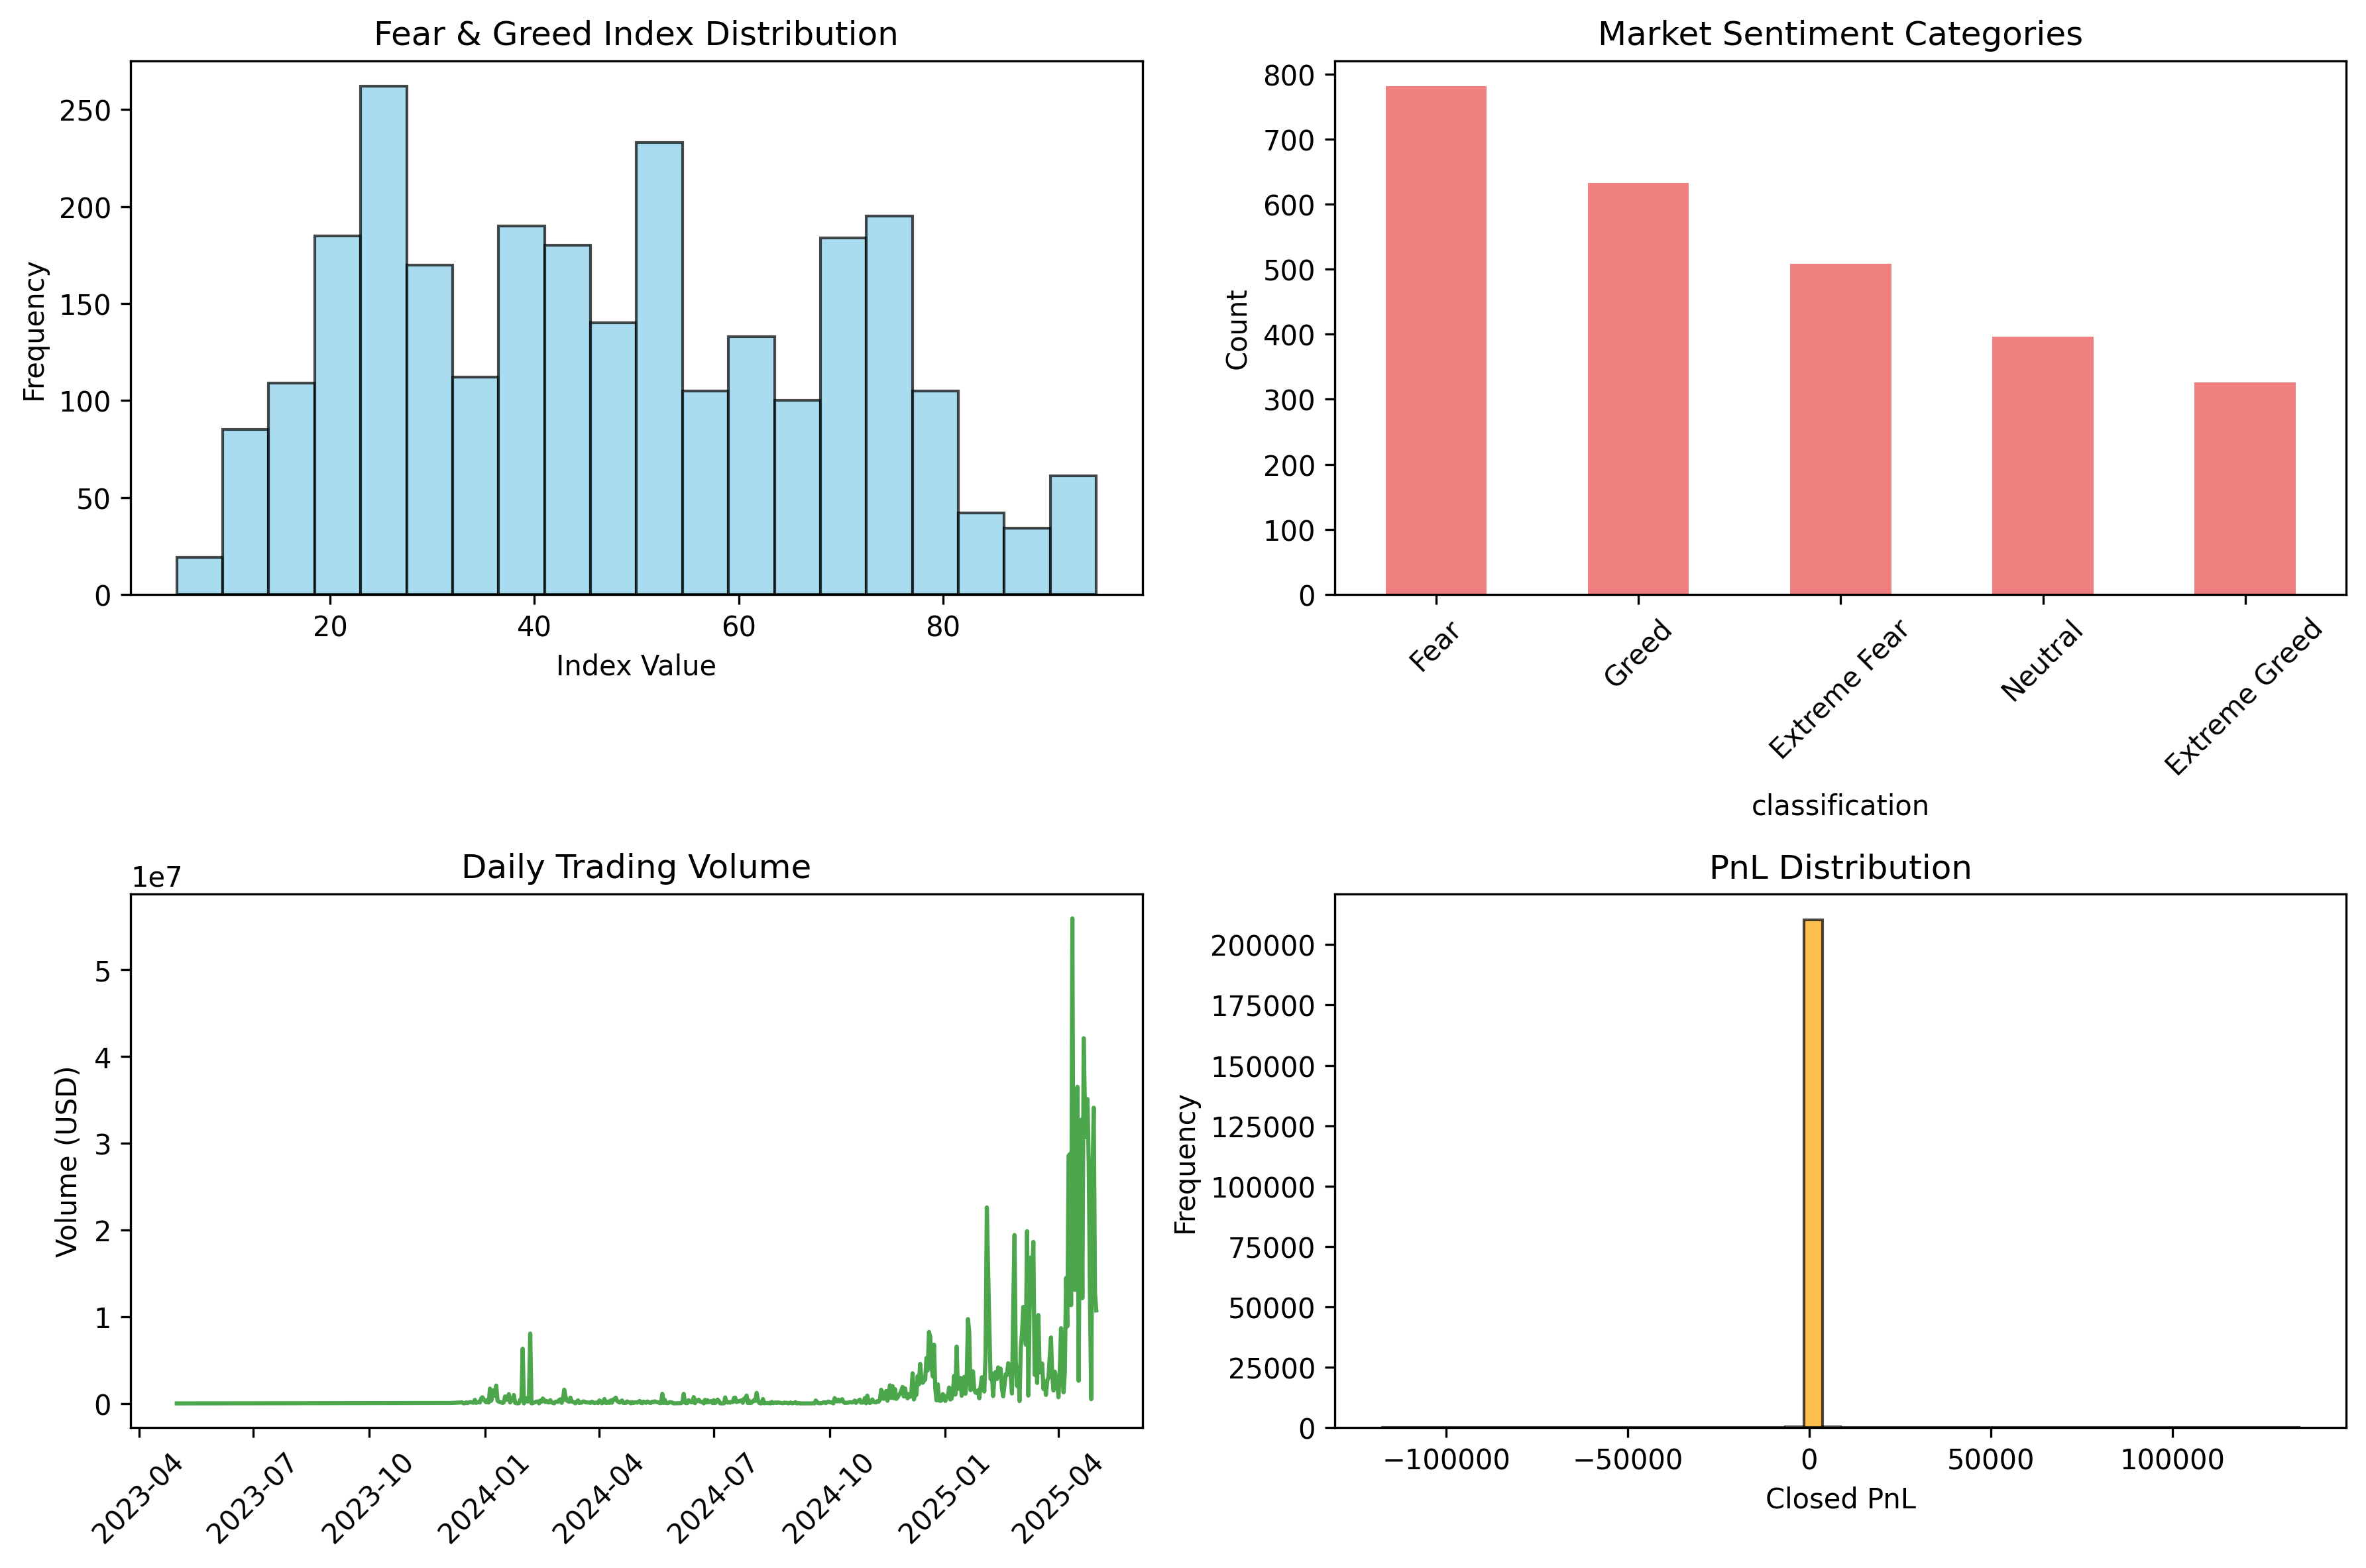 Fear & Greed Index Distribution
250
200
150
100
50
0
Frequency
20 40 60 80
Index Value
Market Sentiment Categories
800
700
600
500
400
300
200
100
0
Count
Fear
Greed
Extreme Fear
Neutral
Extreme Greed
classification
Daily Trading Volume
1e7
5
4
3
2
1
0
Volume (USD)
2023-04
2023-07
2023-10
2024-01
2024-04
2024-07
2024-10
2025-01
2025-04
PnL Distribution
200000
175000
150000
125000
100000
75000
50000
25000
0
Frequency
−100000 −50000 0 50000 100000
Closed PnL